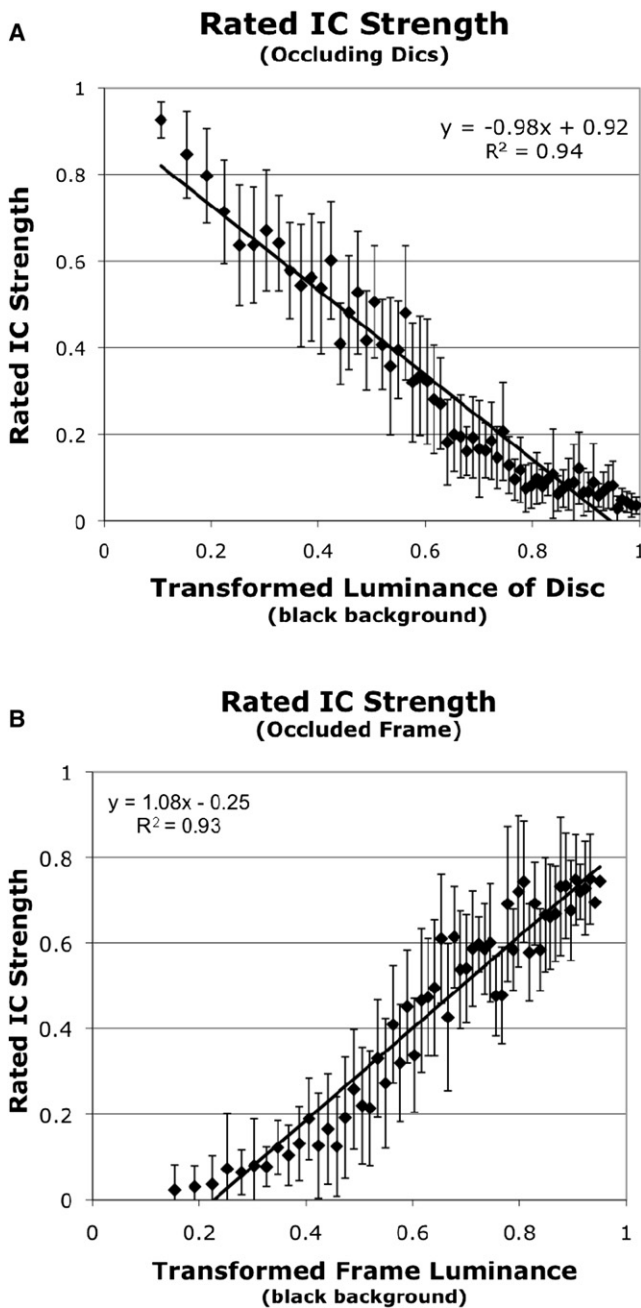 A
Rated IC Strength
(Occluding Dics)
y = -0.98x + 0.92
R² = 0.94
Rated IC Strength
1
0.8
0.6
0.4
0.2
0
0 0.2 0.4 0.6 0.8 1
Transformed Luminance of Disc
(black background)
B
Rated IC Strength
(Occluded Frame)
y = 1.08x - 0.25
R² = 0.93
Rated IC Strength
1
0.8
0.6
0.4
0.2
0
0 0.2 0.4 0.6 0.8 1
Transformed Frame Luminance
(black background)